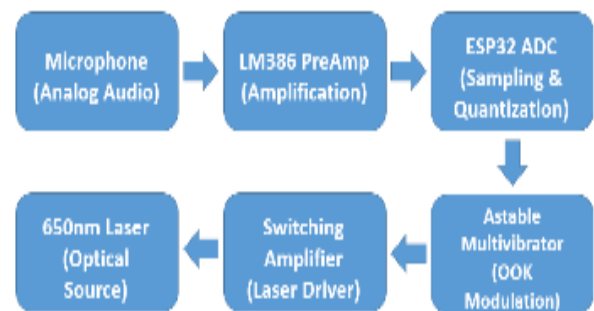 Microphone
(Analog Audio)
LM386 PreAmp
(Amplification)
ESP32 ADC
(Sampling &
Quantization)
Astable
Multivibrator
(OOK
Modulation)
Switching
Amplifier
(Laser Driver)
650nm Laser
(Optical
Source)